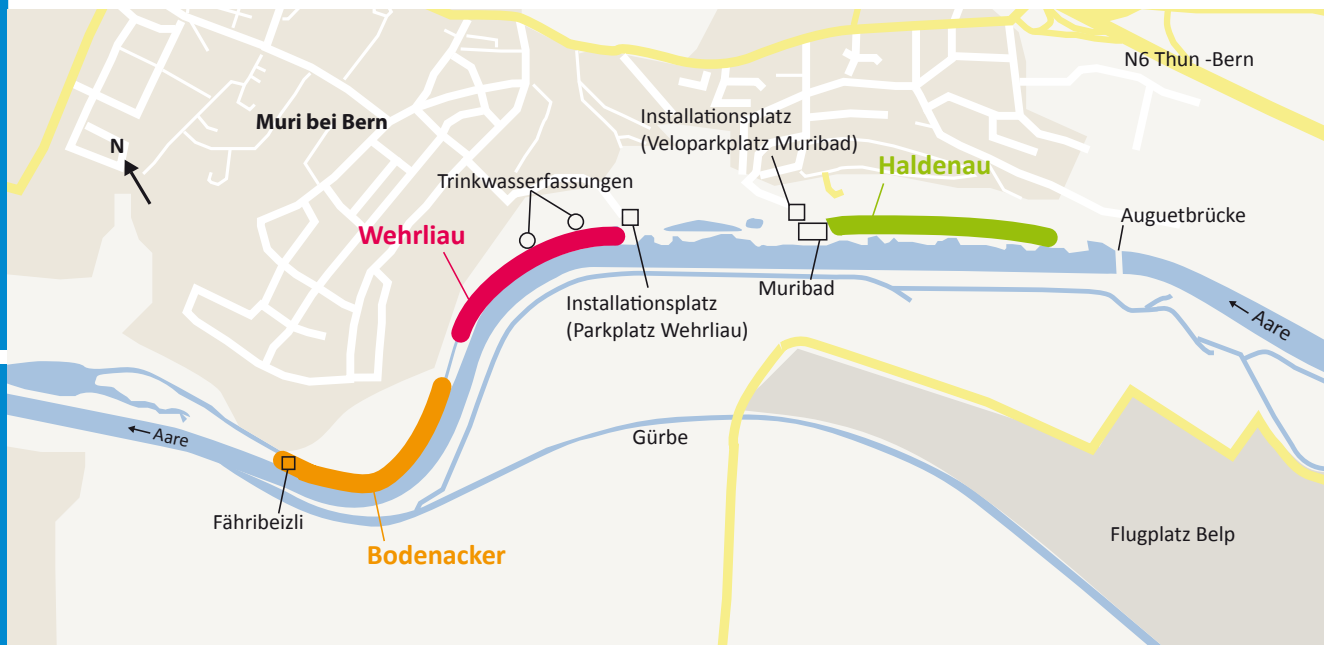 N6 Thun -Bern
Muri bei Bern
N
Installationsplatz
(Veloparkplatz Muribad)
Haldenau
Trinkwasserfassungen
Wehrliau
Auguetbrücke
Muribad
Installationsplatz
(Parkplatz Wehrliau)
Aare
Aare
Gürbe
Fähribeizli
Bodenacker
Flugplatz Belp